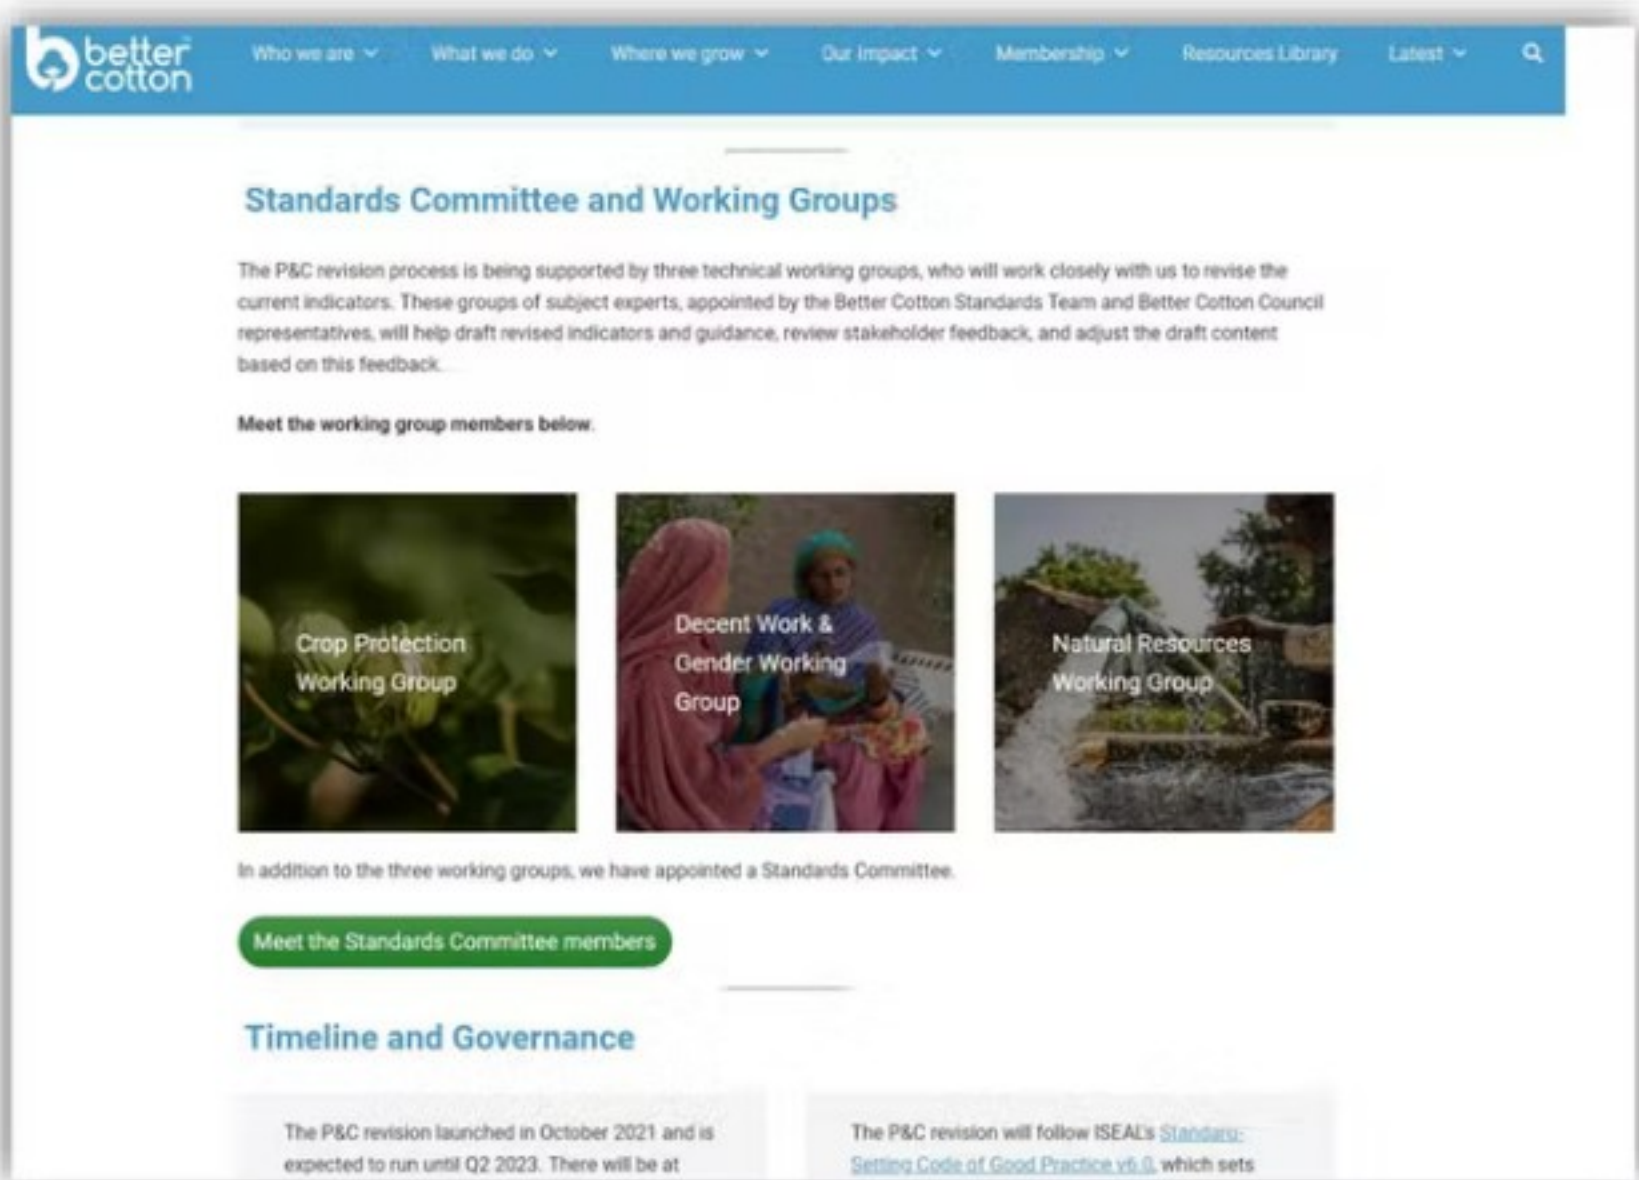 better
cotton
Who we are
What we do
Where we grow
Our Impact
Membership
Resources Library
Latest
Standards Committee and Working Groups
The P&C revision process is being supported by three technical working groups, who will work closely with us to revise the
current indicators. These groups of subject experts, appointed by the Better Cotton Standards Team and Better Cotton Council
representatives, will help draft revised indicators and guidance, review stakeholder feedback, and adjust the draft content
based on this feedback.
Meet the working group members below.
Crop Protection
Working Group
Decent Work &
Gender Working
Group
Natural Resources
Working Group
In addition to the three working groups, we have appointed a Standards Committee.
Meet the Standards Committee members
Timeline and Governance
The P&C revision launched in October 2021 and is
expected to run until Q2 2023. There will be at
The P&C revision will follow ISEAL's Standard-
Setting Code of Good Practice v6.0, which sets